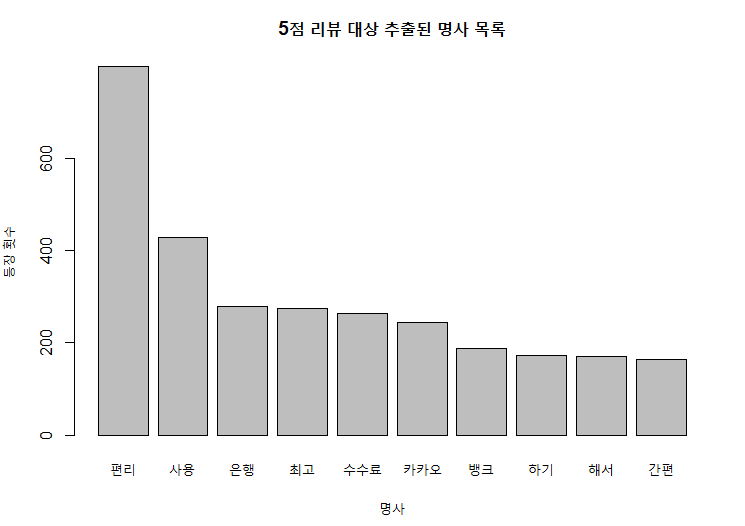 5점 리뷰 대상 추출된 명사 목록
등장 횟수
600
400
200
0
편리 사용 은행 최고 수수료 카카오 뱅크 하기 해서 간편
명사